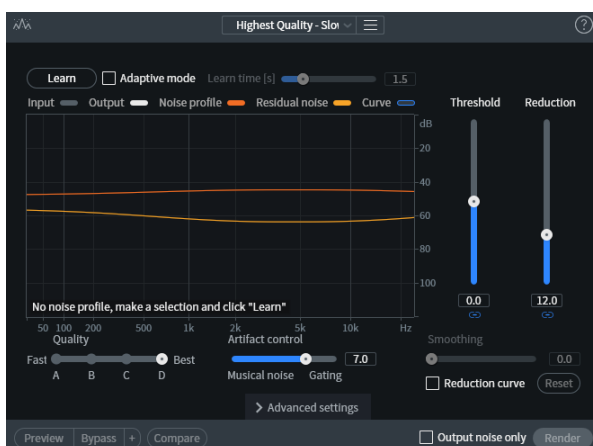 Highest Quality - Slo
?
Learn Adaptive mode Learn time [s] 1.5
Input Output Noise profile Residual noise Curve Threshold Reduction
dB
-20
-40
-60
-80
-100
No noise profile, make a selection and click "Learn"
0.0 12.0
50 100 200 500 1k 2k 5k 10k Hz
Quality Artifact control Smoothing
Fast Best 7.0 0.0
A B C D Musical noise Gating
Reduction curve Reset
Advanced settings
Preview Bypass + Compare Output noise only Render